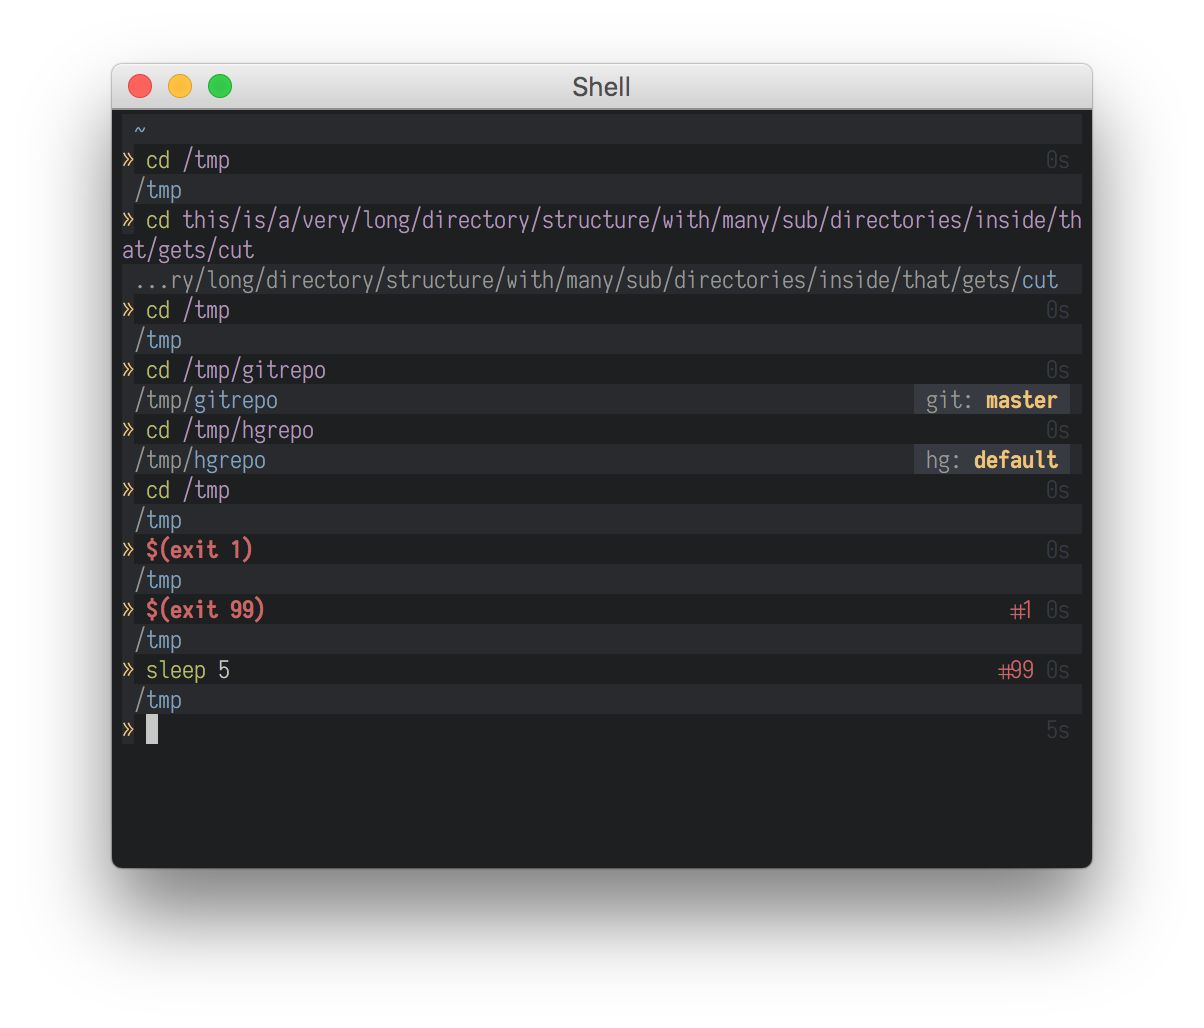 Shell
~
» cd /tmp 0s
/tmp
» cd this/is/a/very/long/directory/structure/with/many/sub/directories/inside/th
at/gets/cut
...ry/long/directory/structure/with/many/sub/directories/inside/that/gets/cut
» cd /tmp 0s
/tmp
» cd /tmp/gitrepo 0s
/tmp/gitrepo git: master
» cd /tmp/hgrepo 0s
/tmp/hgrepo hg: default
» cd /tmp 0s
/tmp
» $(exit 1) 0s
/tmp
» $(exit 99) #1 0s
/tmp
» sleep 5 #99 0s
/tmp
» 5s